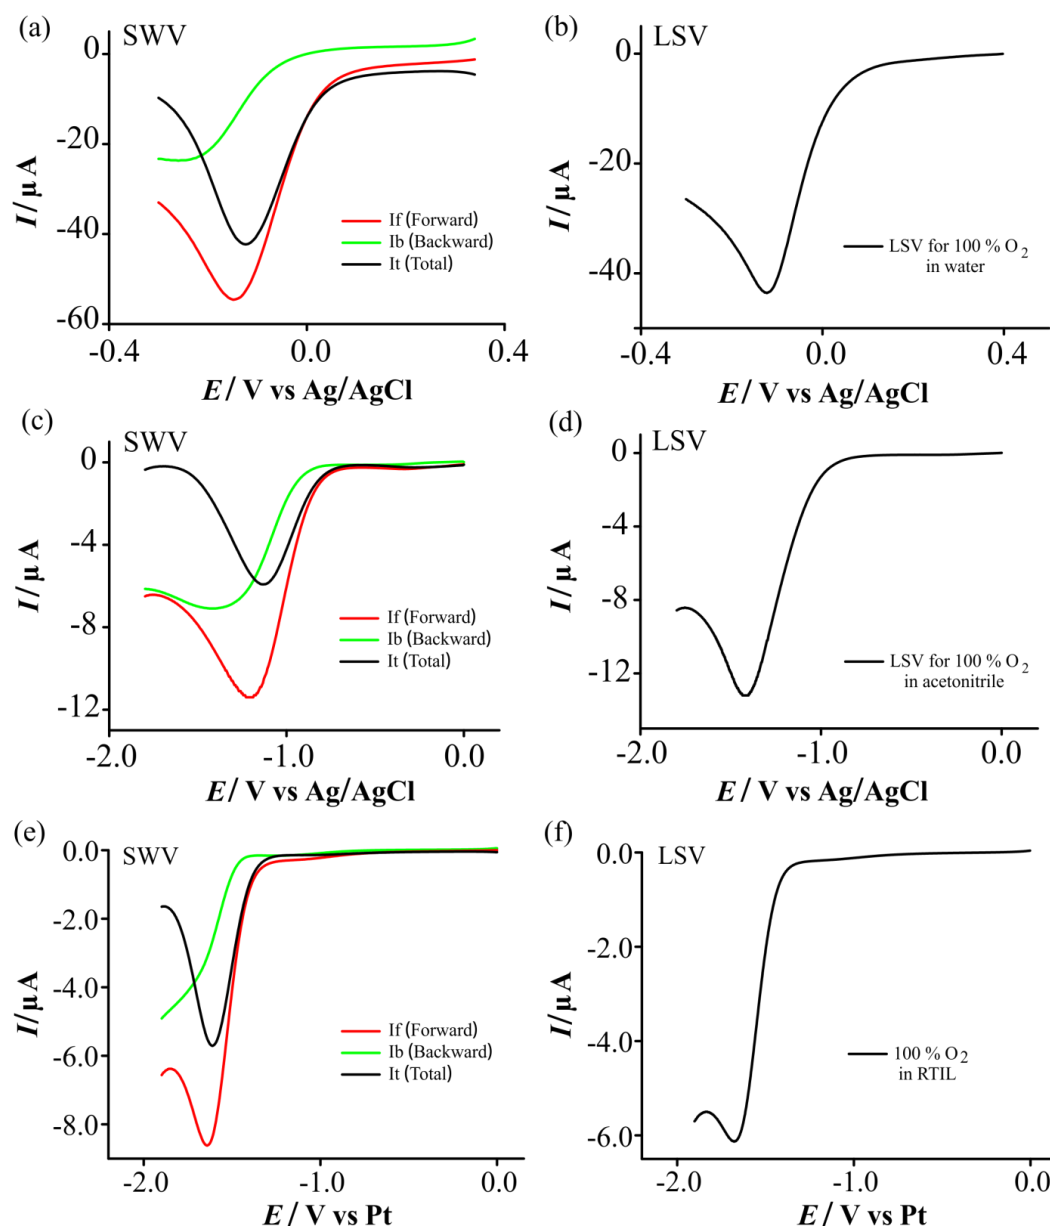 (a)
SWV
0
-20
-40
-60
-0.4
0.0
0.4
I/µA
E/ V vs Ag/AgCl
If (Forward)
Ib (Backward)
It (Total)
(b)
LSV
0
-20
-40
-0.4
0.0
0.4
I/µA
E/ V vs Ag/AgCl
LSV for 100 % O2
in water
(c)
SWV
0
-4
-8
-12
-2.0
-1.0
0.0
I/µA
E/ V vs Ag/AgCl
If (Forward)
Ib (Backward)
It (Total)
(d)
LSV
0
-4
-8
-12
-2.0
-1.0
0.0
I/µA
E/ V vs Ag/AgCl
LSV for 100 % O2
in acetonitrile
(e)
SWV
0.0
-2.0
-4.0
-6.0
-8.0
-2.0
-1.0
0.0
I/µA
E/ V vs Pt
If (Forward)
Ib (Backward)
It (Total)
(f)
LSV
0.0
-2.0
-4.0
-6.0
-2.0
-1.0
0.0
I/µA
E/ V vs Pt
100 % O2
in RTIL